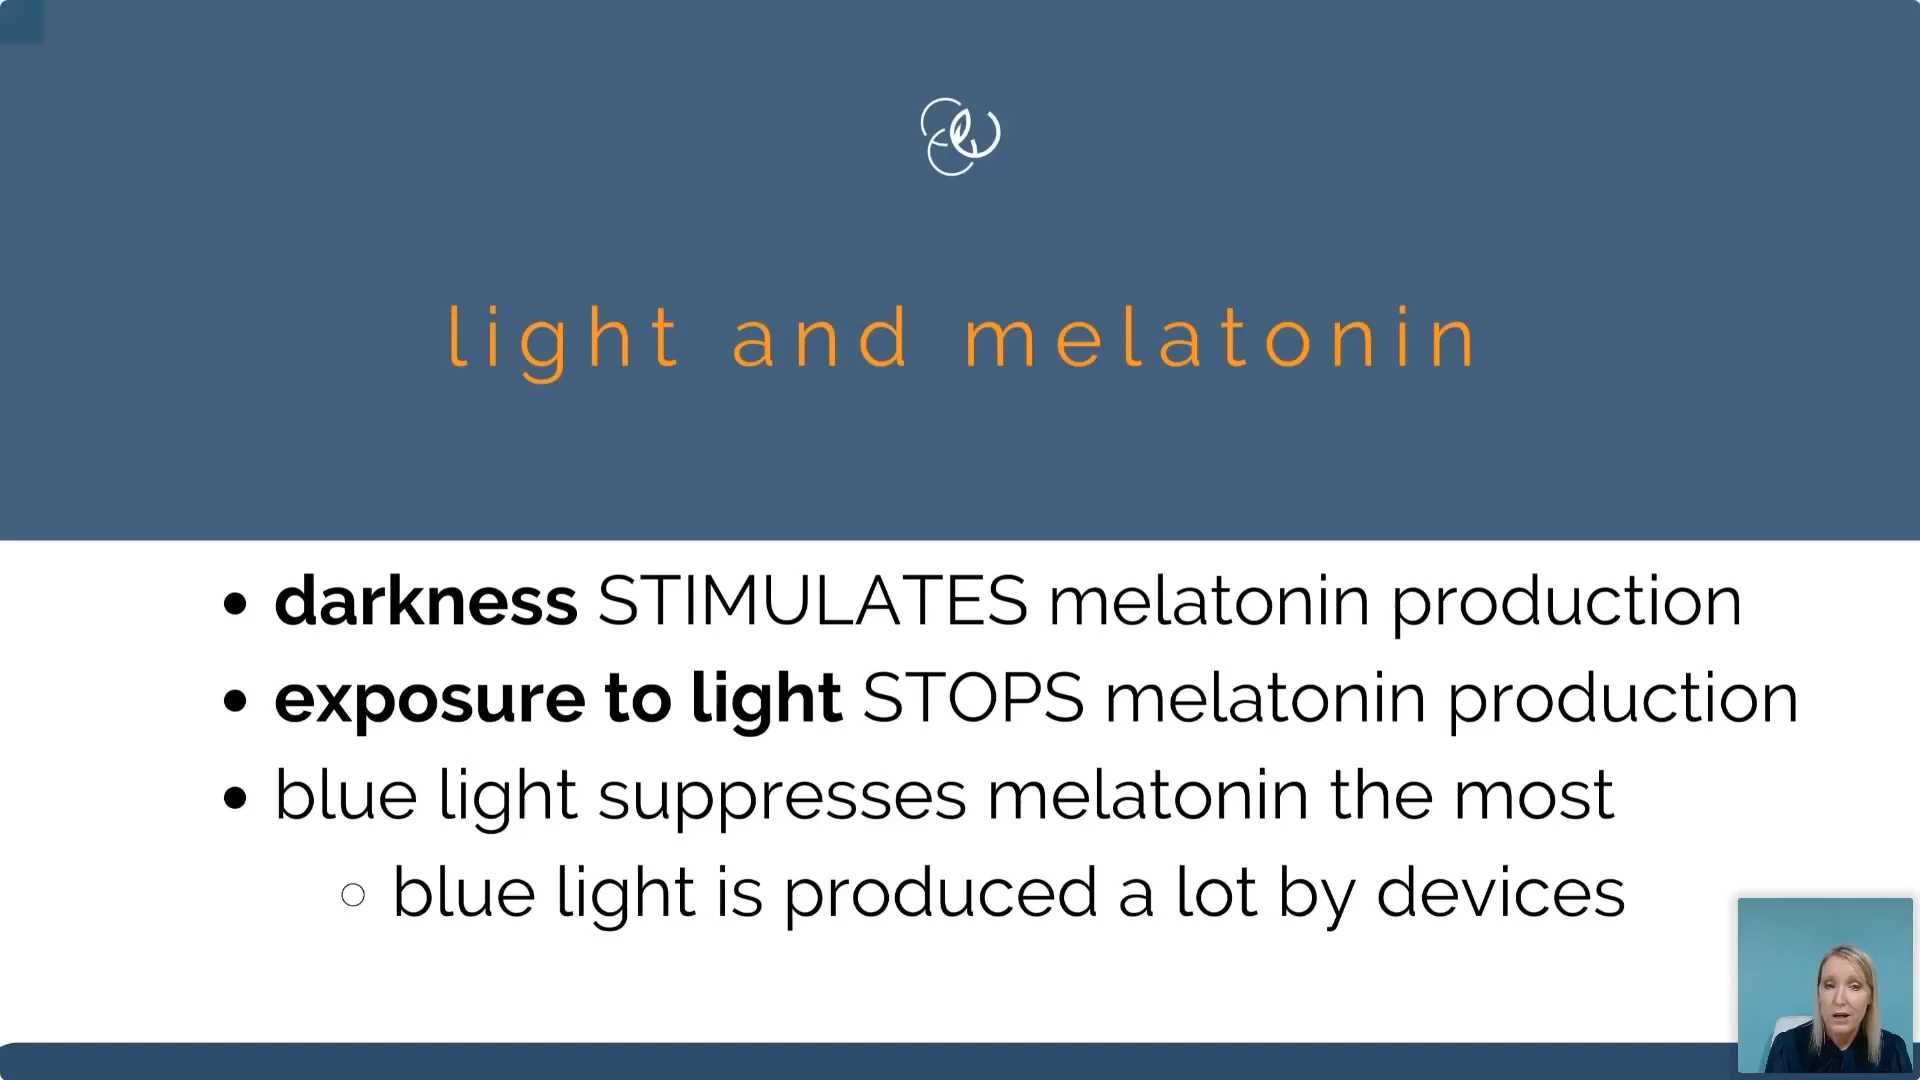 light and melatonin
darkness STIMULATES melatonin production
exposure to light STOPS melatonin production
blue light suppresses melatonin the most
blue light is produced a lot by devices